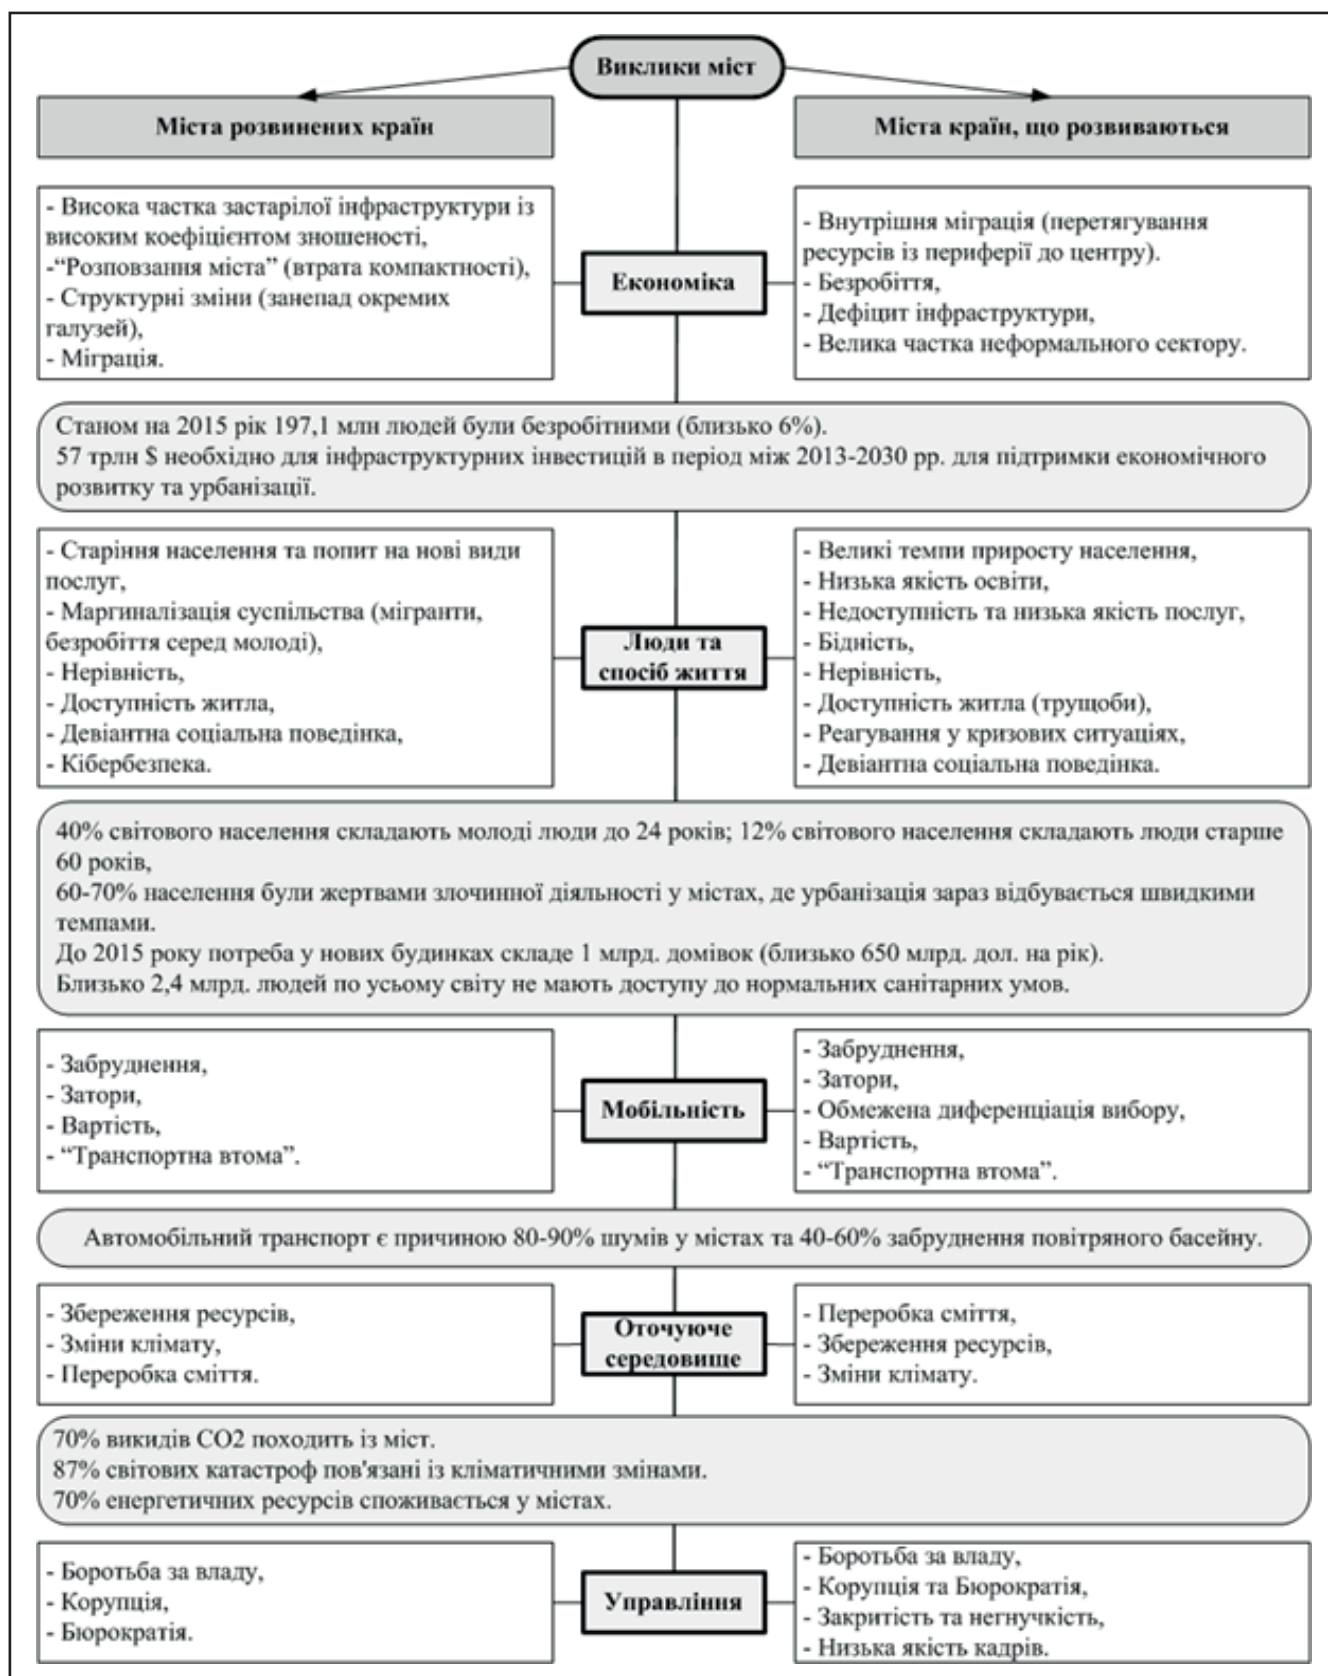 Виклики міст
Міста розвинених країн
Міста країн, що розвиваються
- Висока частка застарілої інфраструктури із
високим коефіцієнтом зношеності,
-“Розповзання міста” (втрата компактності),
- Структурні зміни (занепад окремих
галузей),
- Міграція.
Економіка
- Внутрішня міграція (перетягування
ресурсів із периферії до центру).
- Безробіття,
- Дефіцит інфраструктури,
- Велика частка неформального сектору.
Станом на 2015 рік 197,1 млн людей були безробітними (близько 6%).
57 трлн $ необхідно для інфраструктурних інвестицій в період між 2013-2030 рр. для підтримки економічного
розвитку та урбанізації.
- Старіння населення та попит на нові види
послуг,
- Маргиналізація суспільства (мігранти,
безробіття серед молоді),
- Нерівність,
- Доступність житла,
- Девіантна соціальна поведінка,
- Кібербезпека.
Люди та
спосіб життя
- Великі темпи приросту населення,
- Низька якість освіти,
- Недоступність та низька якість послуг,
- Бідність,
- Нерівність,
- Доступність житла (трущоби),
- Реагування у кризових ситуаціях,
- Девіантна соціальна поведінка.
40% світового населення складають молоді люди до 24 років; 12% світового населення складають люди старше
60 років,
60-70% населення були жертвами злочинної діяльності у містах, де урбанізація зараз відбувається швидкими
темпами.
До 2015 року потреба у нових будинках складе 1 млрд. домівок (близько 650 млрд. дол. на рік).
Близько 2,4 млрд. людей по усьому світу не мають доступу до нормальних санітарних умов.
- Забруднення,
- Затори,
- Вартість,
- “Транспортна втома”.
Мобільність
- Забруднення,
- Затори,
- Обмежена диференціація вибору,
- Вартість,
- “Транспортна втома”.
Автомобільний транспорт є причиною 80-90% шумів у містах та 40-60% забруднення повітряного басейну.
- Збереження ресурсів,
- Зміни клімату,
- Переробка сміття.
Оточуюче
середовище
- Переробка сміття,
- Збереження ресурсів,
- Зміни клімату.
70% викидів СО2 походить із міст.
87% світових катастроф пов'язані із кліматичними змінами.
70% енергетичних ресурсів споживається у містах.
- Боротьба за владу,
- Корупція,
- Бюрократія.
Управління
- Боротьба за владу,
- Корупція та Бюрократія,
- Закритість та негнучкість,
- Низька якість кадрів.